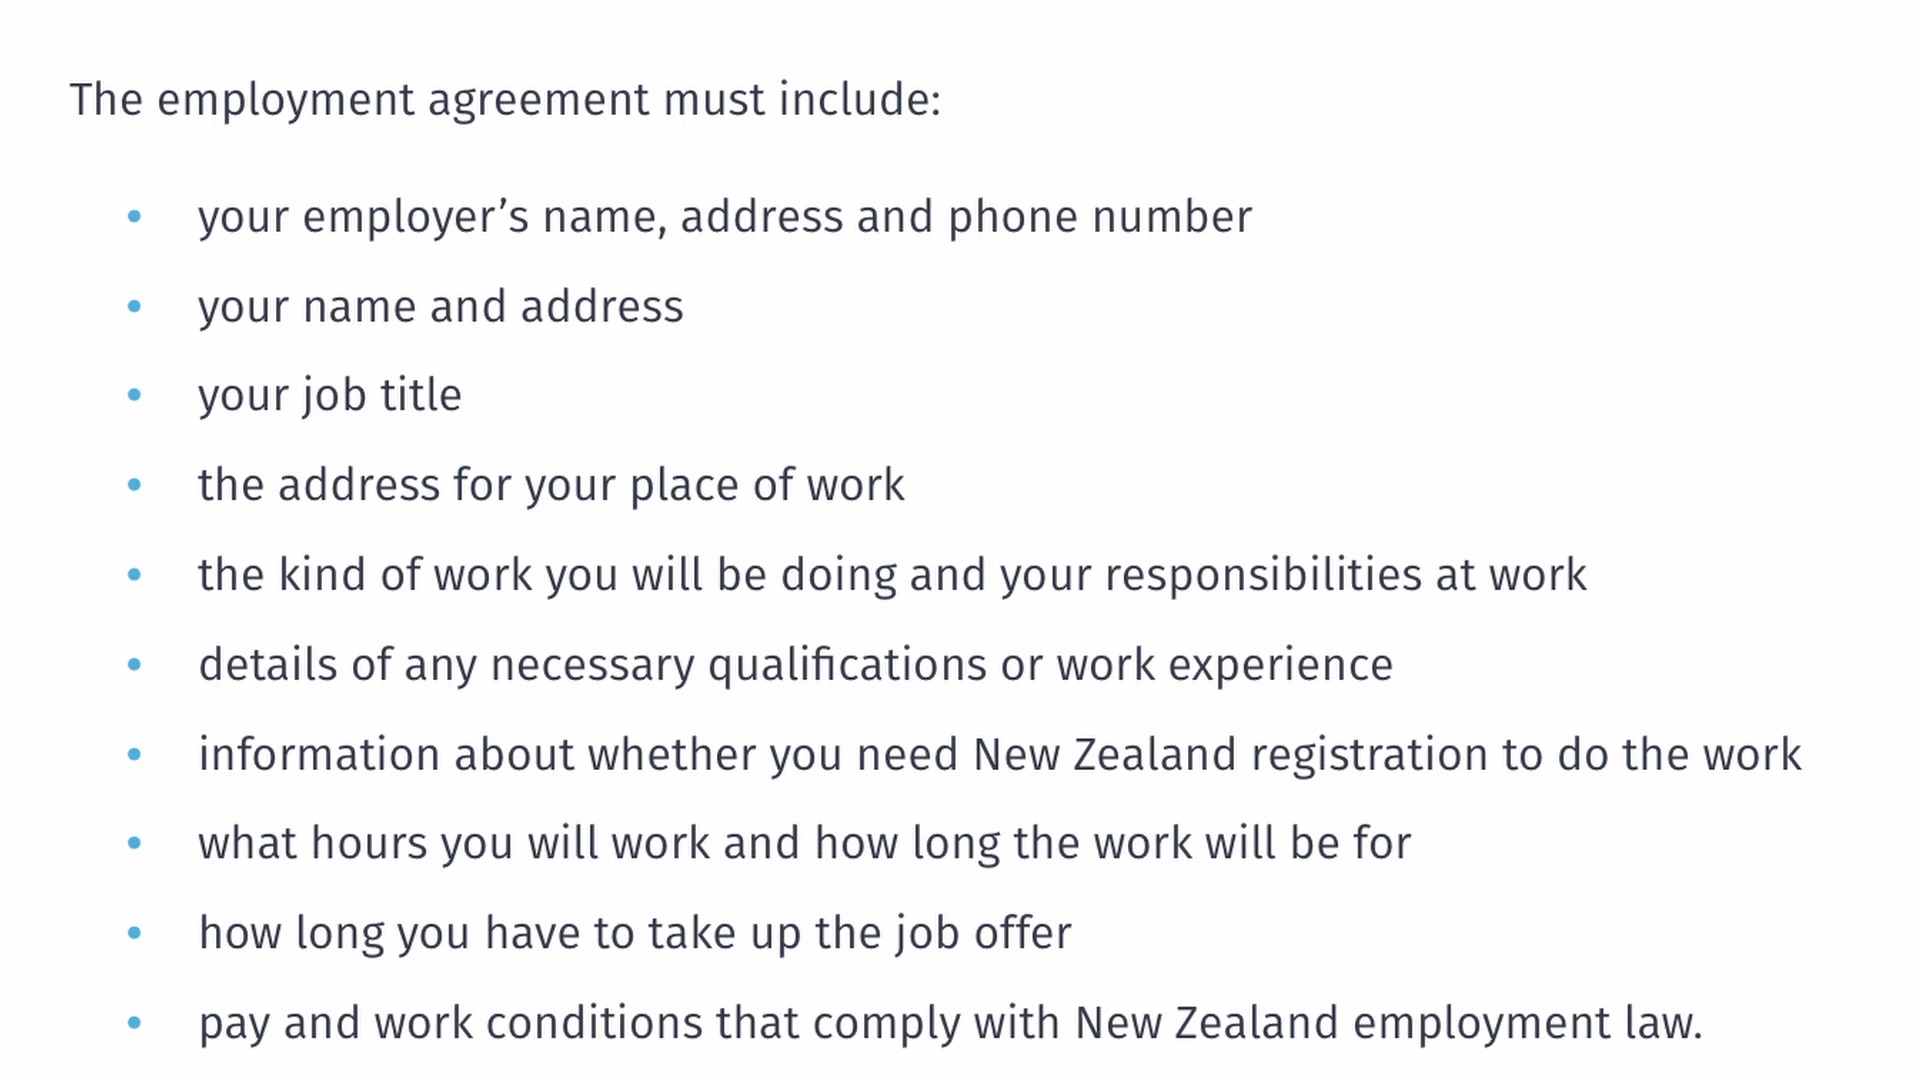 The employment agreement must include:
• your employer’s name, address and phone number
• your name and address
• your job title
• the address for your place of work
• the kind of work you will be doing and your responsibilities at work
• details of any necessary qualifications or work experience
• information about whether you need New Zealand registration to do the work
• what hours you will work and how long the work will be for
• how long you have to take up the job offer
• pay and work conditions that comply with New Zealand employment law.